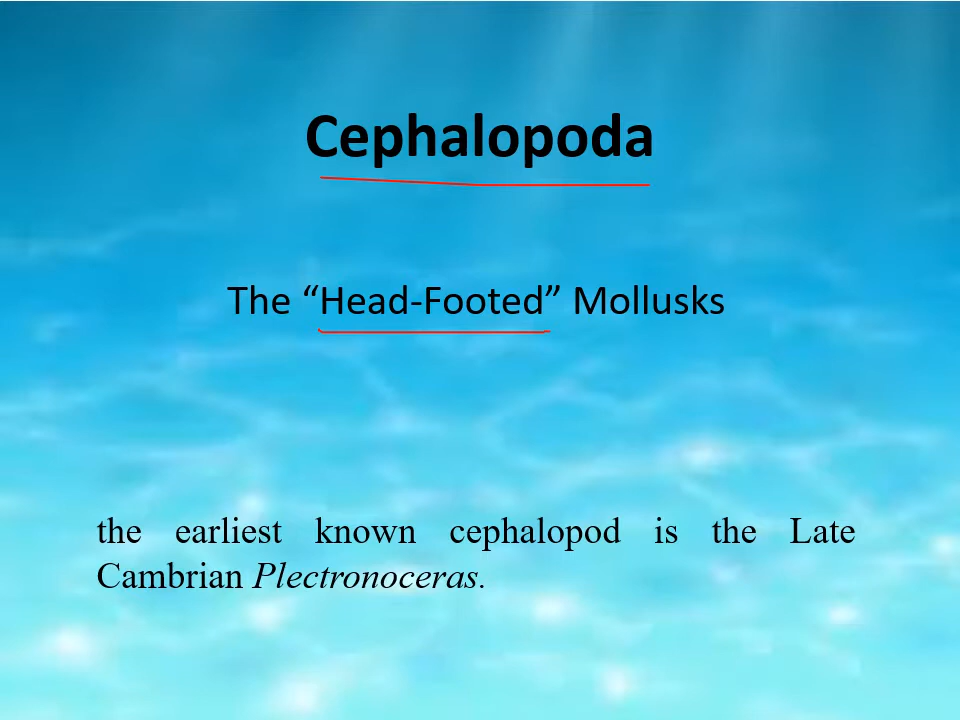 Cephalopoda
The “Head-Footed” Mollusks
the earliest known cephalopod is the Late
Cambrian Plectronoceras.